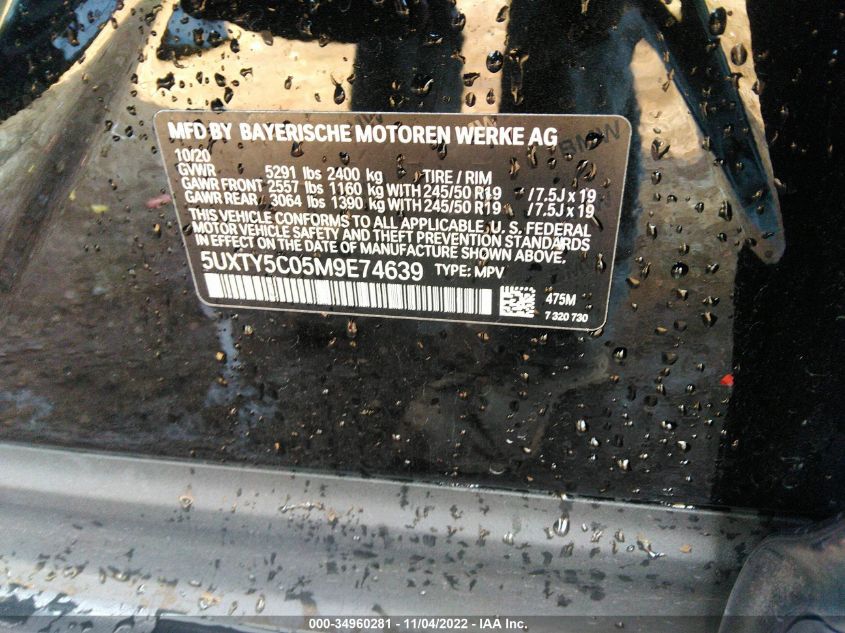 MFD BY BAYERISCHE MOTOREN WERKE AG
10/20
GVWR 5291 lbs 2400 kg TIRE / RIM
GAWR FRONT 2557 lbs 1160 kg WITH 245/50 R19 /7.5J x 19
GAWR REAR 3064 lbs 1390 kg WITH 245/50 R19 /7.5J x 19
THIS VEHICLE CONFORMS TO ALL APPLICABLE, U. S. FEDERAL
MOTOR VEHICLE SAFETY AND THEFT PREVENTION STANDARDS
IN EFFECT ON THE DATE OF MANUFACTURE SHOWN ABOVE.
5UXTY5C05M9E74639 TYPE: MPV
475M
7 320 730
BMW
000-34960281 - 11/04/2022 - IAA Inc.